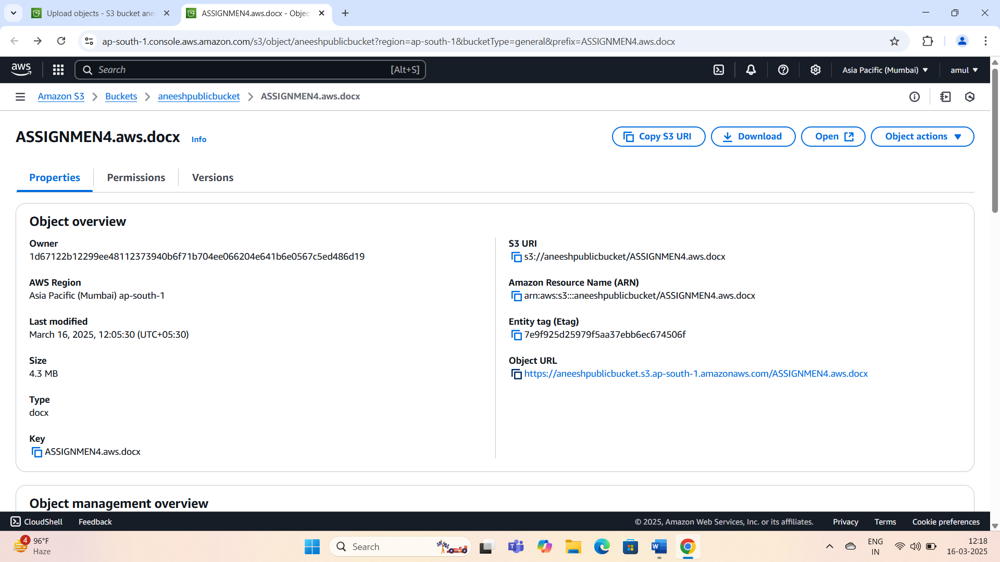 Upload objects - S3 bucket ane
ASSIGNMEN4.aws.docx - Objec
ap-south-1.console.aws.amazon.com/s3/object/aneeshpublicbucket?region=ap-south-1&bucketType=general&prefix=ASSIGNMEN4.aws.docx
aws
Search [Alt+S]
Asia Pacific (Mumbai)
amul
Amazon S3
Buckets
aneeshpublicbucket
ASSIGNMEN4.aws.docx
ASSIGNMEN4.aws.docx Info
Copy S3 URI
Download
Open
Object actions
Properties
Permissions
Versions
Object overview
Owner
1d67122b12299ee48112373940b6f71b704ee066204e641b6e0567c5ed486d19
AWS Region
Asia Pacific (Mumbai) ap-south-1
Last modified
March 16, 2025, 12:05:30 (UTC+05:30)
Size
4.3 MB
Type
docx
Key
ASSIGNMEN4.aws.docx
S3 URI
s3://aneeshpublicbucket/ASSIGNMEN4.aws.docx
Amazon Resource Name (ARN)
arn:aws:s3:::aneeshpublicbucket/ASSIGNMEN4.aws.docx
Entity tag (Etag)
7e9f925d25979f5aa37ebb6ec674506f
Object URL
https://aneeshpublicbucket.s3.ap-south-1.amazonaws.com/ASSIGNMEN4.aws.docx
Object management overview
CloudShell
Feedback
© 2025, Amazon Web Services, Inc. or its affiliates.
Privacy
Terms
Cookie preferences
4
96°F
Haze
Search
ENG
IN
12:18
16-03-2025